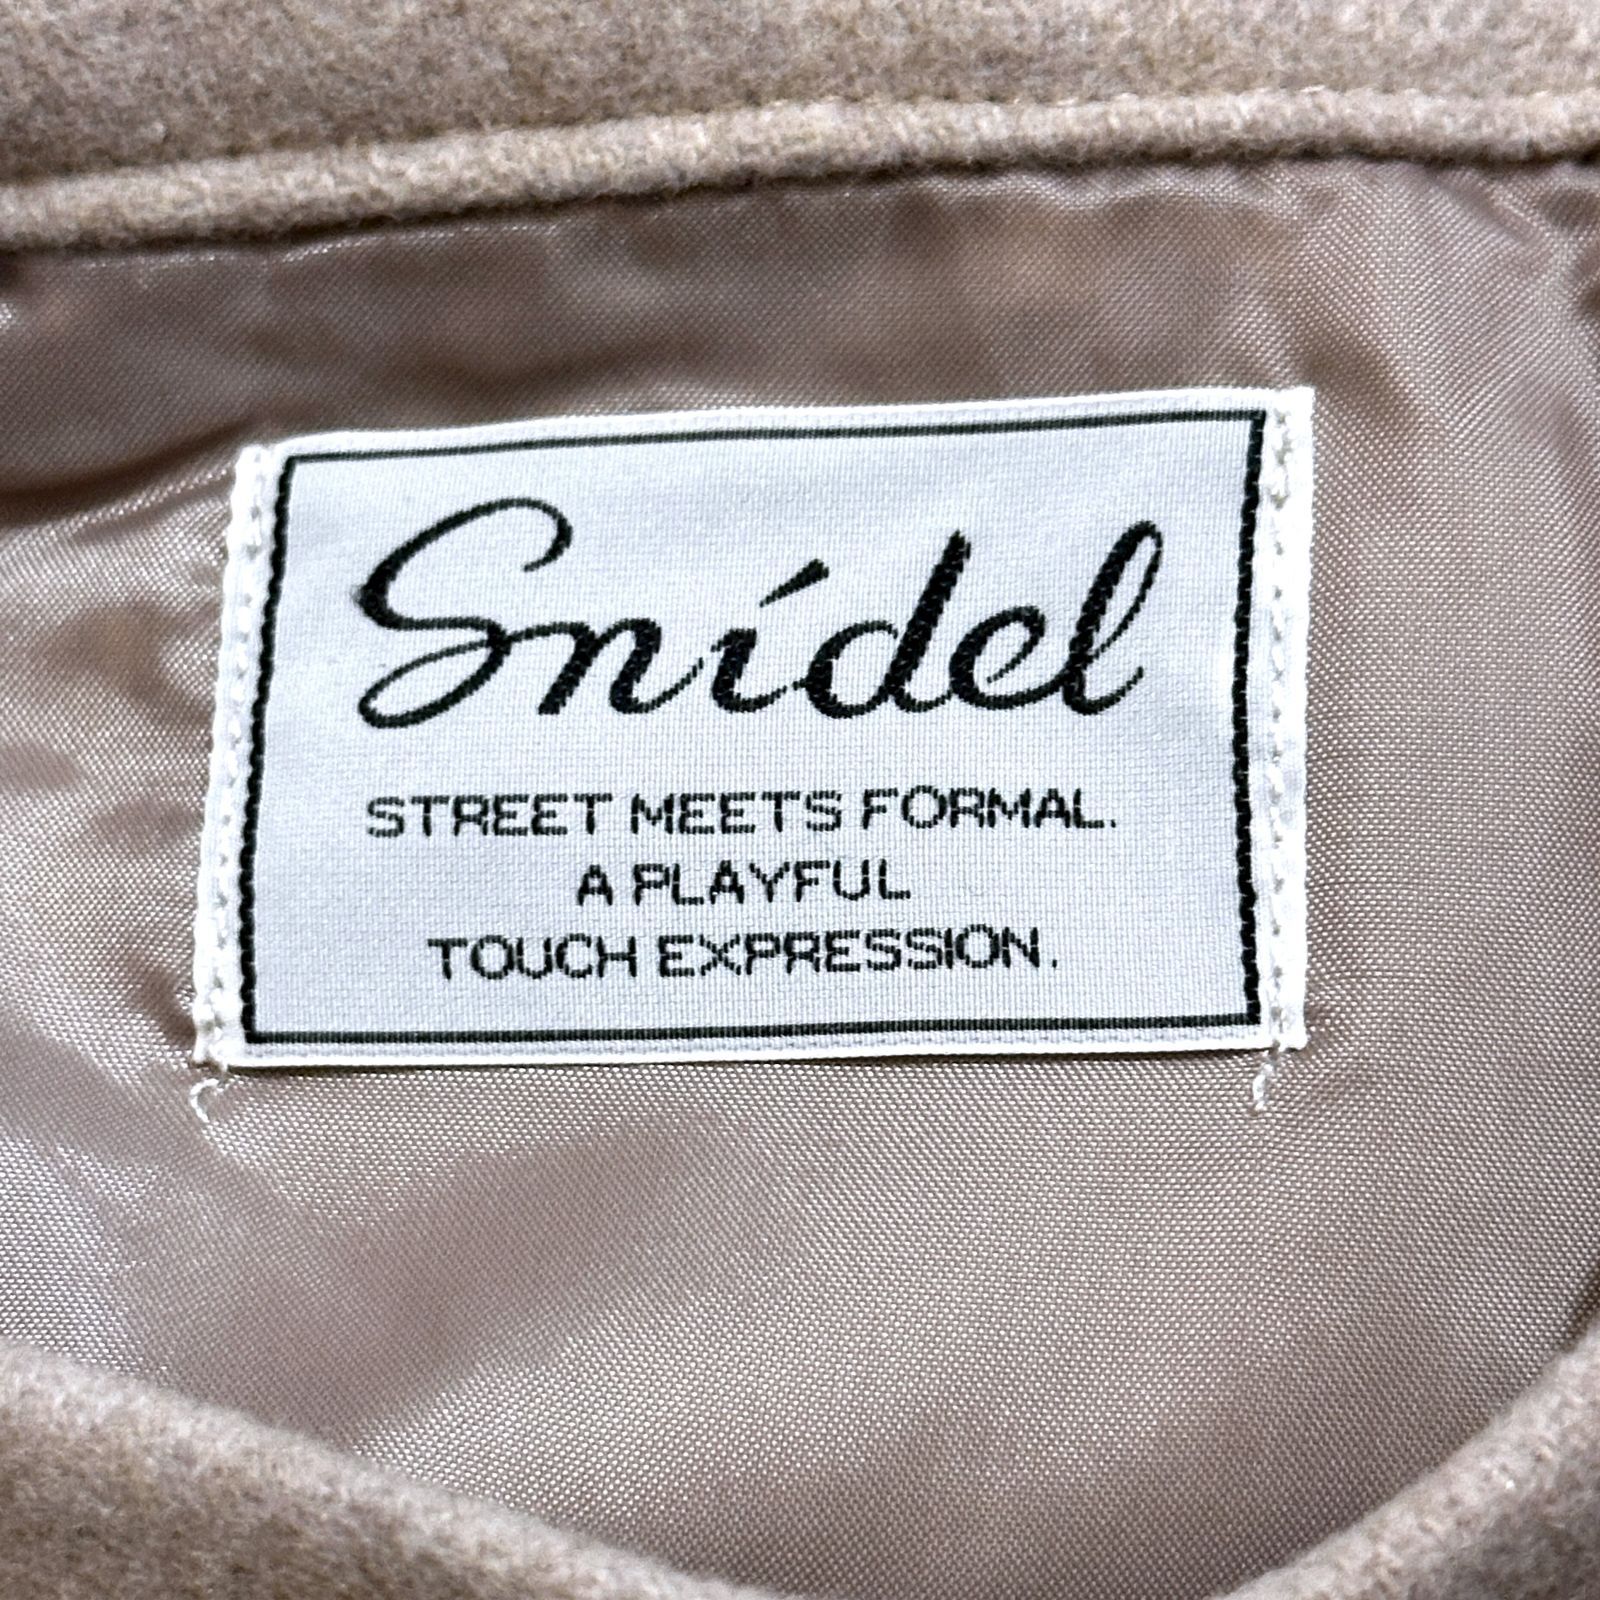 Snidel
STREET MEETS FORMAL.
A PLAYFUL
TOUCH EXPRESSION.